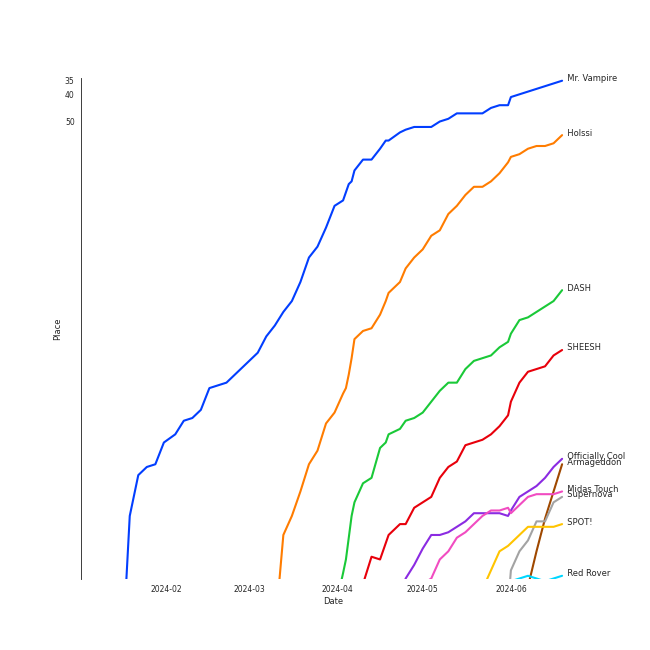 35
Mr. Vampire
40
50
Holssi
DASH
Place
SHEESH
Officially Cool
Armageddon
Midas Touch
Supernova
SPOT!
Red Rover
2024-02
2024-03
2024-04
2024-05
2024-06
Date